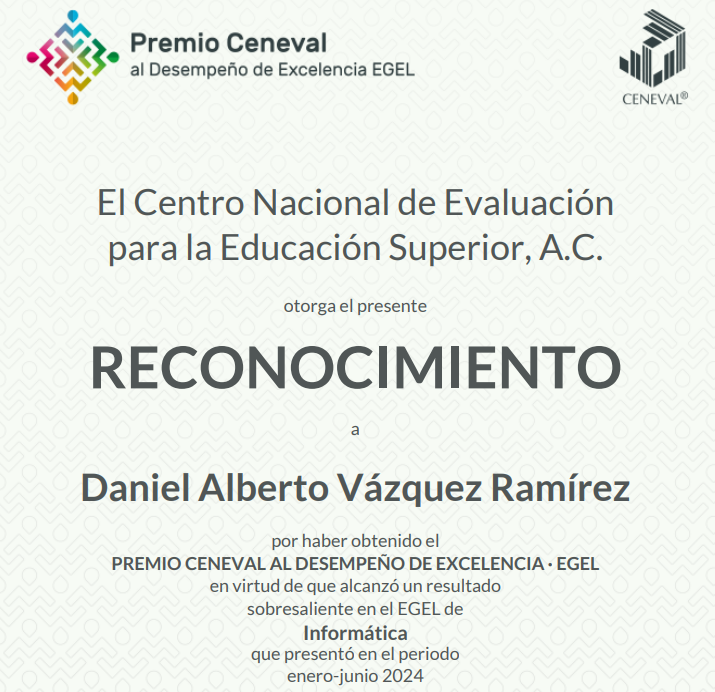 Premio Ceneval
al Desempeño de Excelencia EGEL
CENEVAL®
El Centro Nacional de Evaluación
para la Educación Superior, A.C.
otorga el presente
RECONOCIMIENTO
a
Daniel Alberto Vázquez Ramírez
por haber obtenido el
PREMIO CENEVAL AL DESEMPEÑO DE EXCELENCIA · EGEL
en virtud de que alcanzó un resultado
sobresaliente en el EGEL de
Informática
que presentó en el periodo
enero-junio 2024